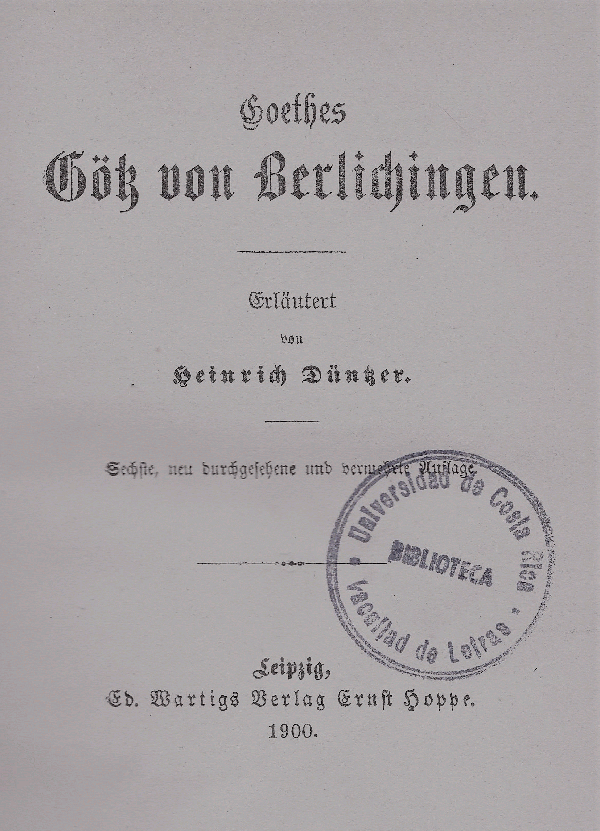 Goethes
Götz von Berlichingen.
Erläutert
von
Heinrich Düntzer.
Sechste, neu durchgesehene und vermehrte Auflage.
Universidad de Costa Rica
BIBLIOTECA
Facultad de Letras
Leipzig,
Ed. Wartigs Verlag Ernst Hoppe.
1900.